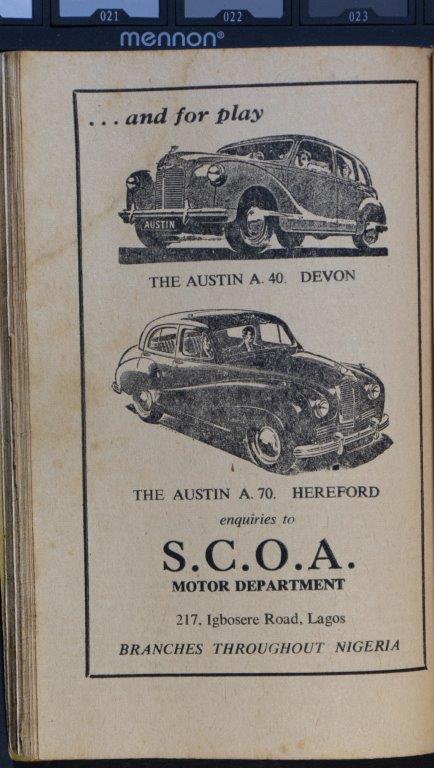 021 022 023
mennon®
...and for play
AUSTIN
THE AUSTIN A. 40. DEVON
THE AUSTIN A. 70. HEREFORD
enquiries to
S.C.O.A.
MOTOR DEPARTMENT
217, Igbosere Road, Lagos
BRANCHES THROUGHOUT NIGERIA